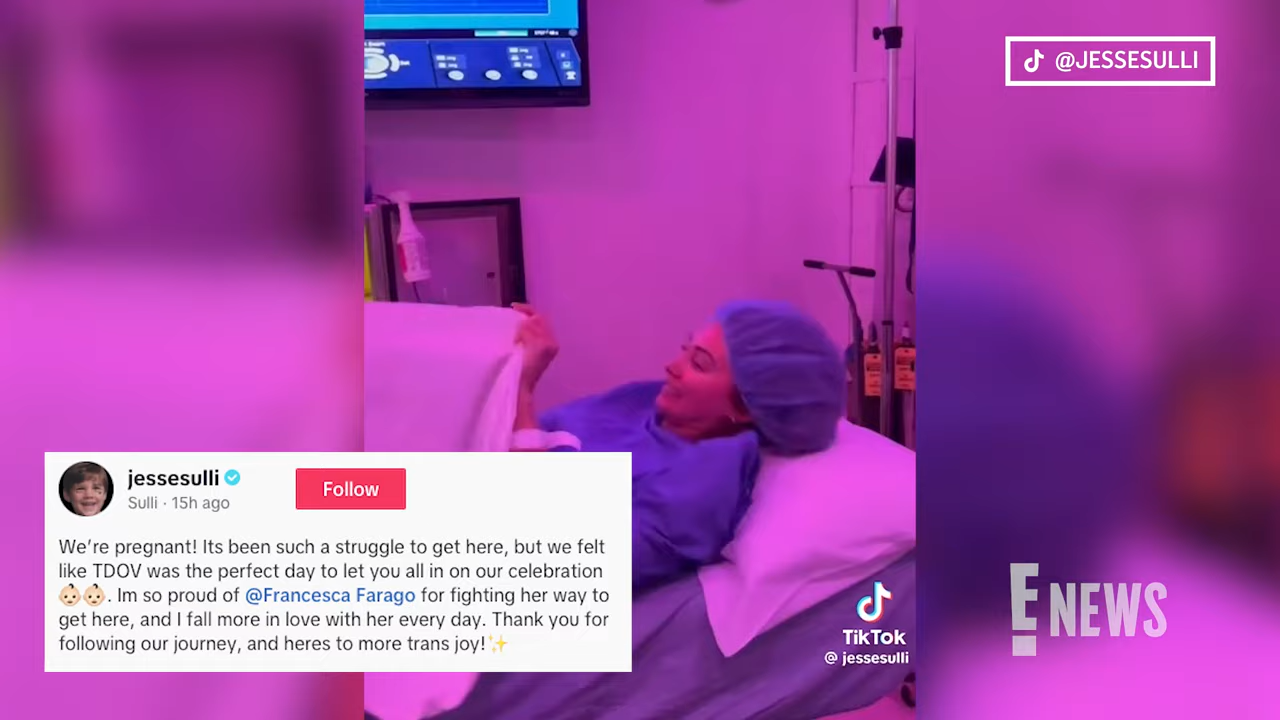 @JESSESULLI
jessesulli
Sulli · 15h ago
Follow
We're pregnant! Its been such a struggle to get here, but we felt
like TDOV was the perfect day to let you all in on our celebration
👶🏻👶🏻. Im so proud of @Francesca Farago for fighting her way to
get here, and I fall more in love with her every day. Thank you for
following our journey, and heres to more trans joy!✨
TikTok
@ jessesulli
E NEWS